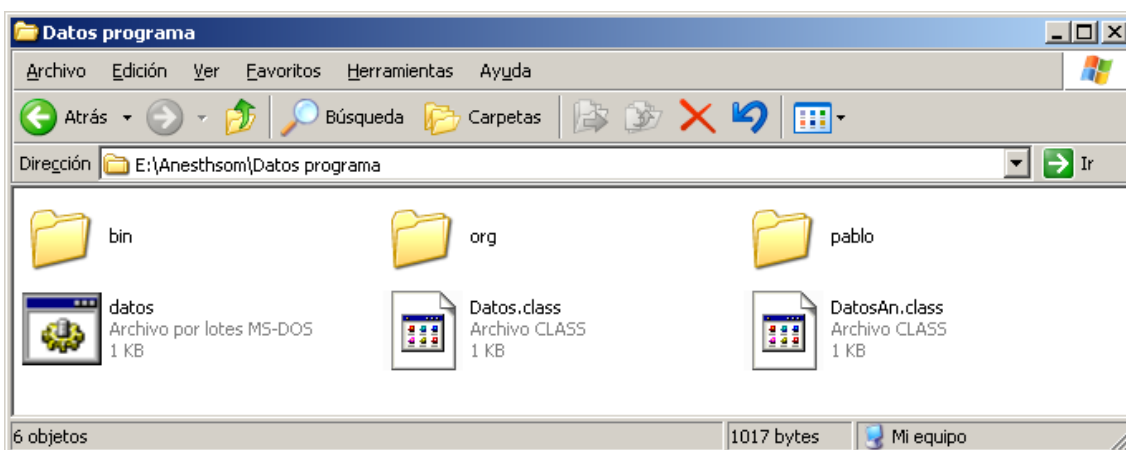 Datos programa
Archivo Edición Ver Favoritos Herramientas Ayuda
Atrás Búsqueda Carpetas
Dirección E:\Anesthsom\Datos programa Ir
bin org pablo
datos Datos.class DatosAn.class
Archivo por lotes MS-DOS Archivo CLASS Archivo CLASS
1 KB 1 KB 1 KB
6 objetos 1017 bytes Mi equipo